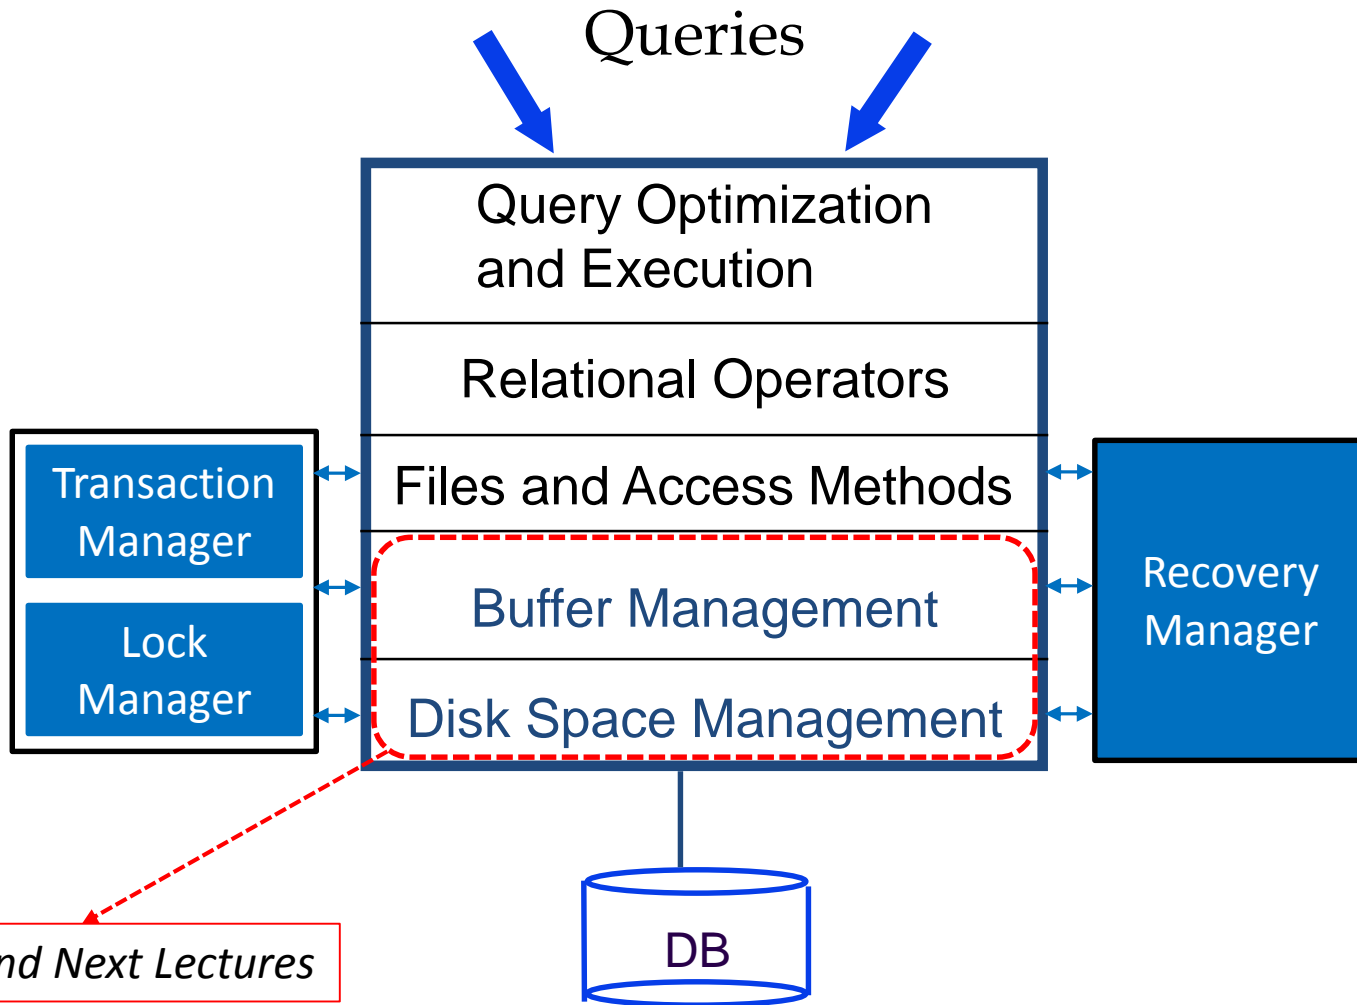 Queries
Query Optimization
and Execution
Relational Operators
Files and Access Methods
Buffer Management
Disk Space Management
Transaction
Manager
Lock
Manager
Recovery
Manager
DB
Next Lectures